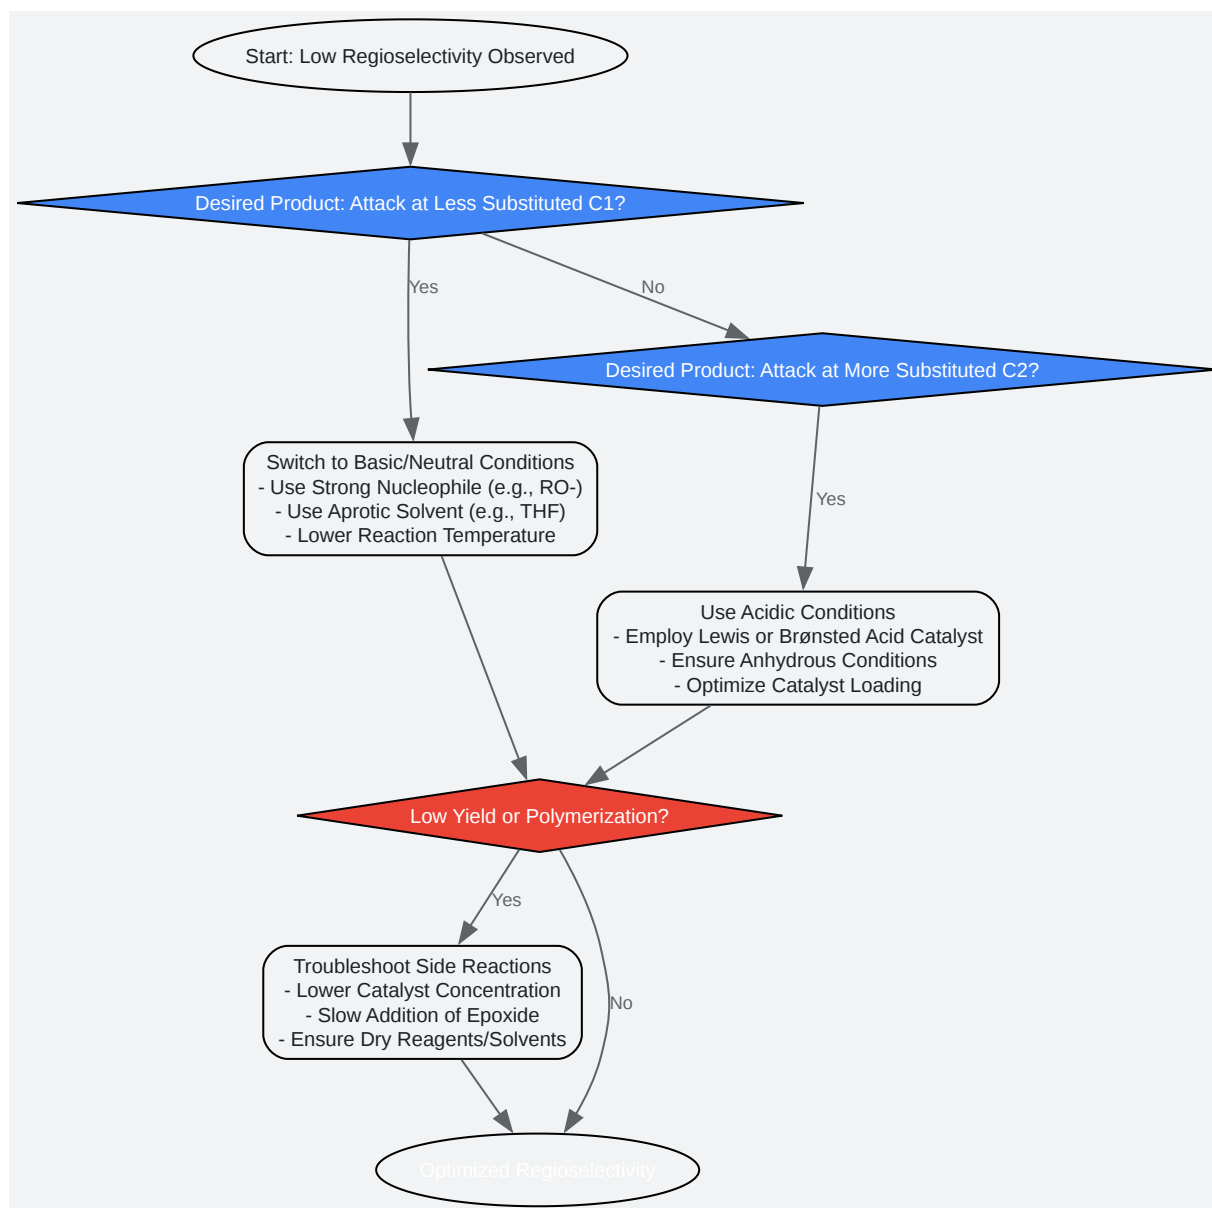 Start: Low Regioselectivity Observed
Desired Product: Attack at Less Substituted C1?
Yes
No
Desired Product: Attack at More Substituted C2?
Switch to Basic/Neutral Conditions
- Use Strong Nucleophile (e.g., RO-)
- Use Aprotic Solvent (e.g., THF)
- Lower Reaction Temperature
Yes
Use Acidic Conditions
- Employ Lewis or Brønsted Acid Catalyst
- Ensure Anhydrous Conditions
- Optimize Catalyst Loading
Low Yield or Polymerization?
Yes
Troubleshoot Side Reactions
- Lower Catalyst Concentration
- Slow Addition of Epoxide
- Ensure Dry Reagents/Solvents
No
Optimized Regioselectivity